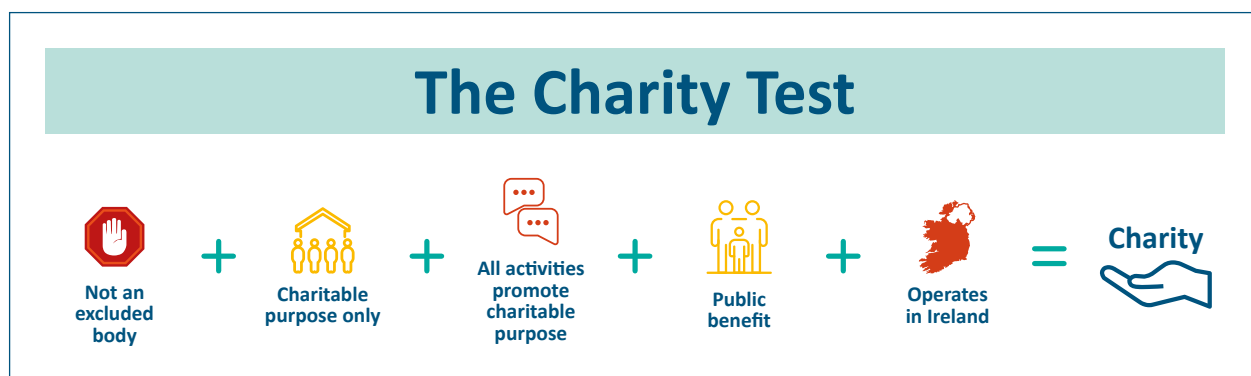 The Charity Test
Not an
excluded
body
+
Charitable
purpose only
+
All activities
promote
charitable
purpose
+
Public
benefit
+
Operates
in Ireland
=
Charity